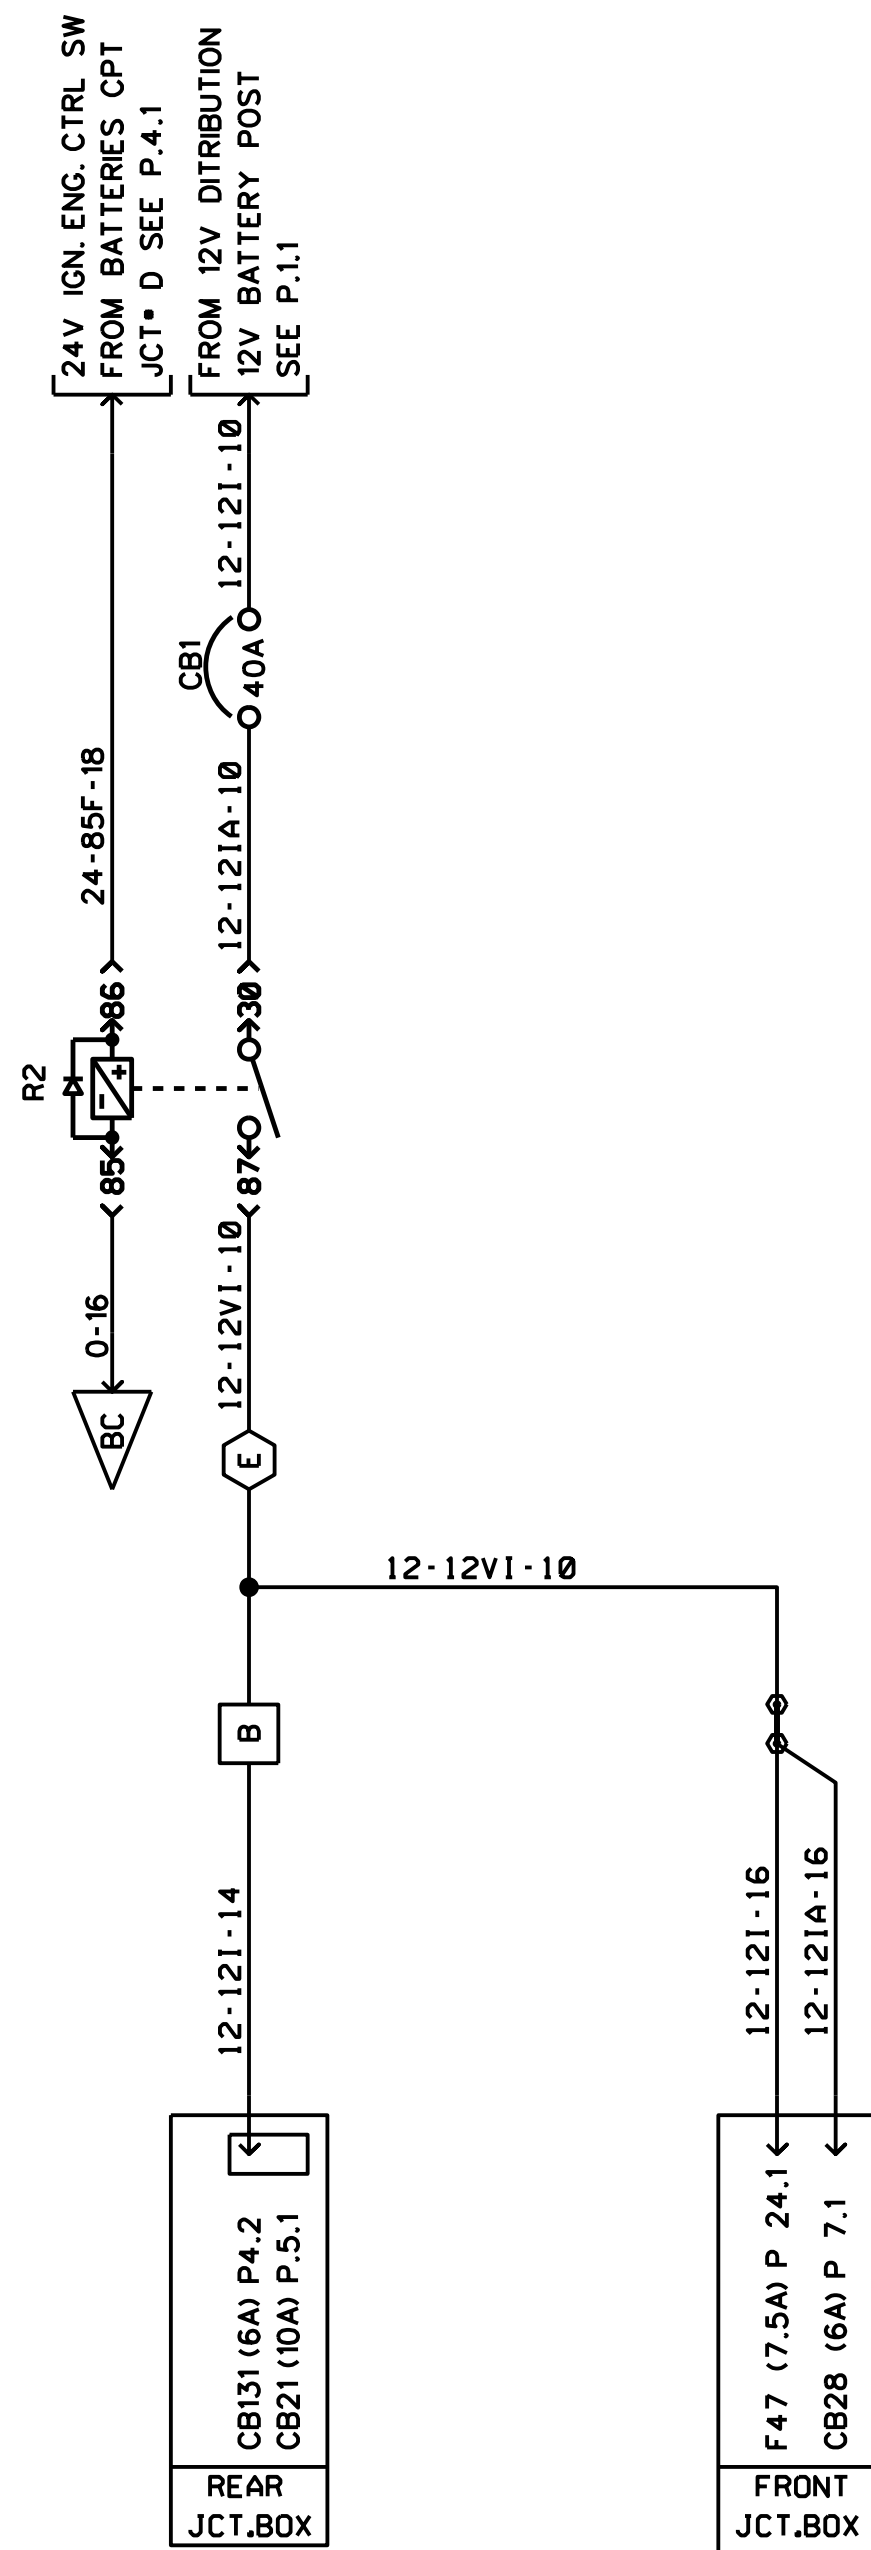 24V IGN. ENG. CTRL SW
FROM BATTERIES CPT
JCT• D SEE P.4.1
FROM 12V DITRIBUTION
12V BATTERY POST
SEE P.1.1
12-12I-10
CB1
40A
24-85F-18
12-12IA-10
86
30
R2
- +
85
87
0-16
12-12VI-10
BC
E
12-12VI-10
B
12-12I-14
12-12I-16
12-12IA-16
CB131 (6A) P4.2
CB21 (10A) P.5.1
F47 (7.5A) P 24.1
CB28 (6A) P 7.1
REAR
JCT.BOX
FRONT
JCT.BOX